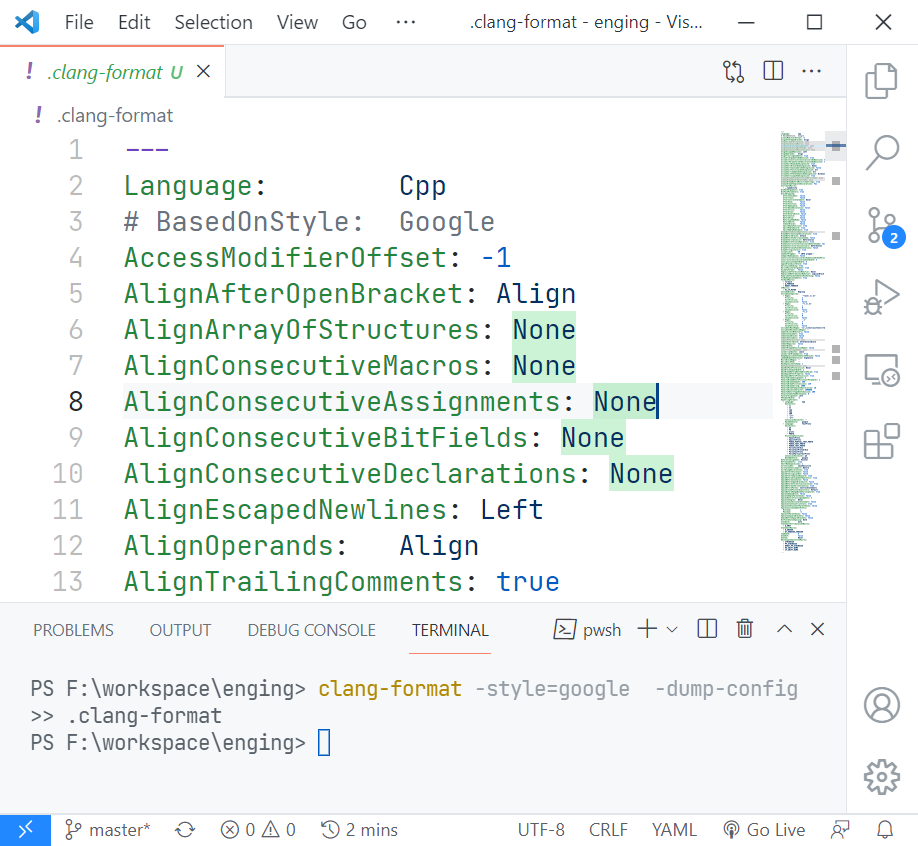 File Edit Selection View Go ··· .clang-format - enging - Vis...
! .clang-format U
! .clang-format
1 ---
2 Language: Cpp
3 # BasedOnStyle: Google
4 AccessModifierOffset: -1
5 AlignAfterOpenBracket: Align
6 AlignArrayOfStructures: None
7 AlignConsecutiveMacros: None
8 AlignConsecutiveAssignments: None
9 AlignConsecutiveBitFields: None
10 AlignConsecutiveDeclarations: None
11 AlignEscapedNewlines: Left
12 AlignOperands: Align
13 AlignTrailingComments: true
2
PROBLEMS OUTPUT DEBUG CONSOLE TERMINAL pwsh
PS F:\workspace\enging> clang-format -style=google -dump-config
>> .clang-format
PS F:\workspace\enging>
master* 0 0 2 mins UTF-8 CRLF YAML Go Live